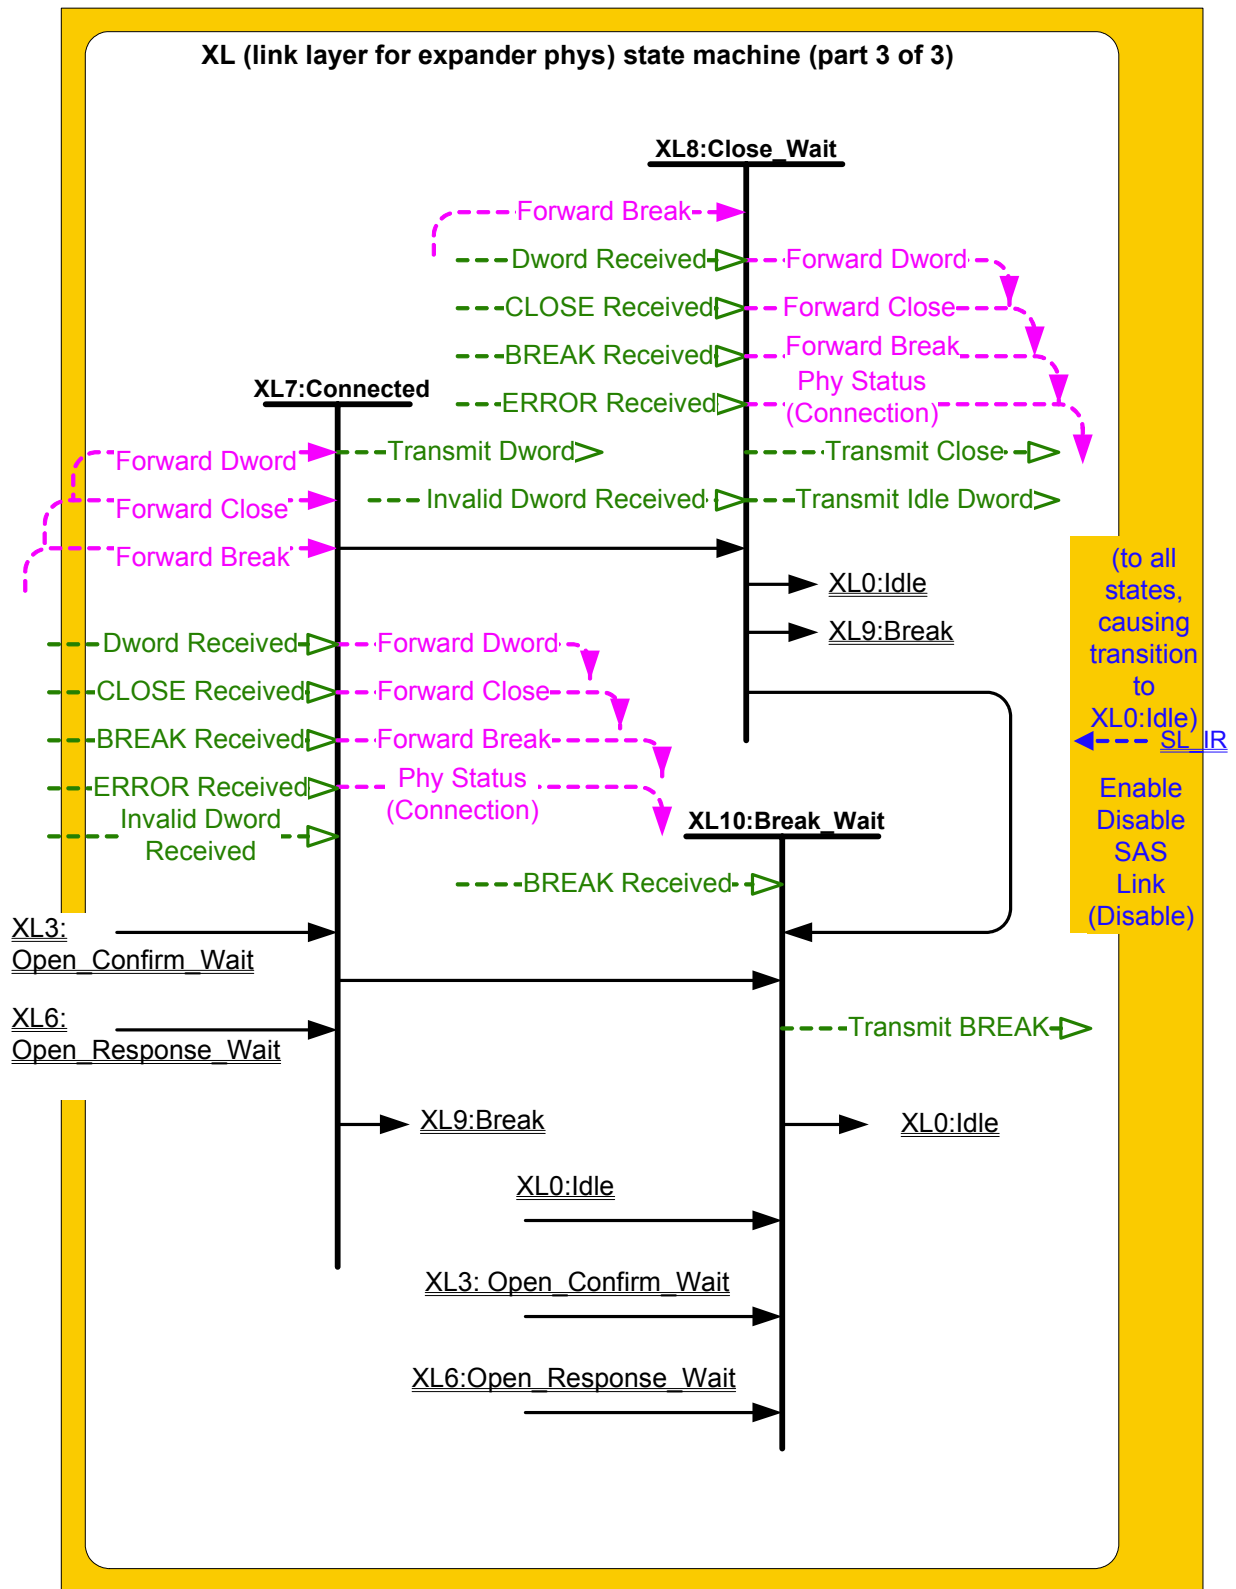 XL (link layer for expander phys) state machine (part 3 of 3)
XL8:Close_Wait
Forward Break
Dword Received
Forward Dword
CLOSE Received
Forward Close
BREAK Received
Forward Break
ERROR Received
Phy Status
(Connection)
XL7:Connected
Forward Dword
Transmit Dword
Transmit Close
Forward Close
Invalid Dword Received
Transmit Idle Dword
Forward Break
XL0:Idle
XL9:Break
(to all
states,
causing
transition
to
XL0:Idle)
SL_IR
Enable
Disable
SAS
Link
(Disable)
Dword Received
Forward Dword
CLOSE Received
Forward Close
BREAK Received
Forward Break
ERROR Received
Phy Status
(Connection)
Invalid Dword
Received
XL10:Break_Wait
BREAK Received
XL3:
Open_Confirm_Wait
XL6:
Open_Response_Wait
Transmit BREAK
XL9:Break
XL0:Idle
XL0:Idle
XL3: Open_Confirm_Wait
XL6:Open_Response_Wait